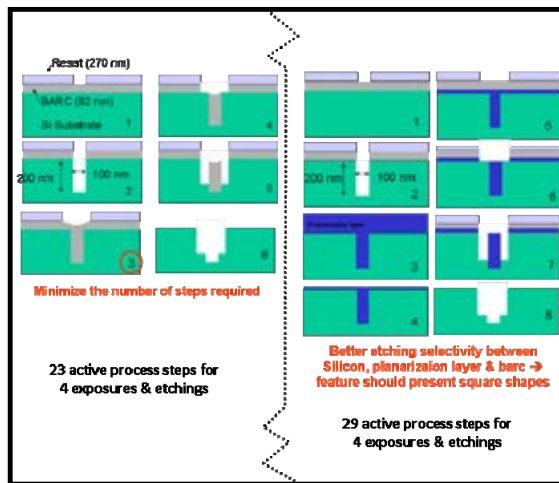 Resist (270 nm)
BARC (82 nm)
Si Substrate
1
4
200 nm
100 nm
2
5
3
6
Minimize the number of steps required
23 active process steps for
4 exposures & etchings
1
5
200 nm
100 nm
2
6
3
7
4
8
Better etching selectivity between
Silicon, planarizaion layer & barc →
feature should present square shapes
29 active process steps for
4 exposures & etchings